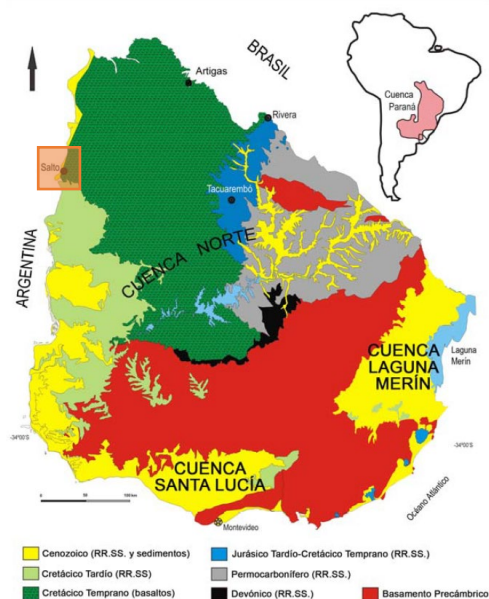 BRASIL
Artigas
Cuenca
Paraná
Rivera
Salto
Tacuarembó
ARGENTINA
CUENCA NORTE
CUENCA
LAGUNA
MERÍN
Laguna
Merín
-34°00'S
-34°00'S
CUENCA
SANTA LUCÍA
Océano Atlántico
0
50
100 km
Montevideo
Cenozoico (RR.SS. y sedimentos)
Jurásico Tardío-Cretácico Temprano (RR.SS.)
Cretácico Tardío (RR.SS)
Permocarbonífero (RR.SS.)
Cretácico Temprano (basaltos)
Devónico (RR.SS.)
Basamento Precámbrico